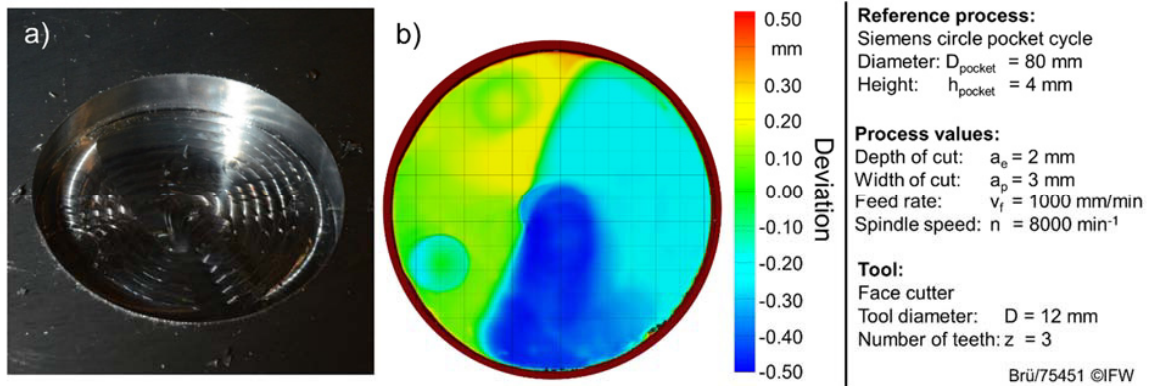 a)
b)
0.50
mm
0.30
0.20
0.10
0.00
-0.10
-0.20
-0.30
-0.40
-0.50
Deviation
Reference process:
Siemens circle pocket cycle
Diameter: Dpocket = 80 mm
Height: hpocket = 4 mm
Process values:
Depth of cut: ae = 2 mm
Width of cut: ap = 3 mm
Feed rate: vf = 1000 mm/min
Spindle speed: n = 8000 min-1
Tool:
Face cutter
Tool diameter: D = 12 mm
Number of teeth: z = 3
Brü/75451 ©IFW